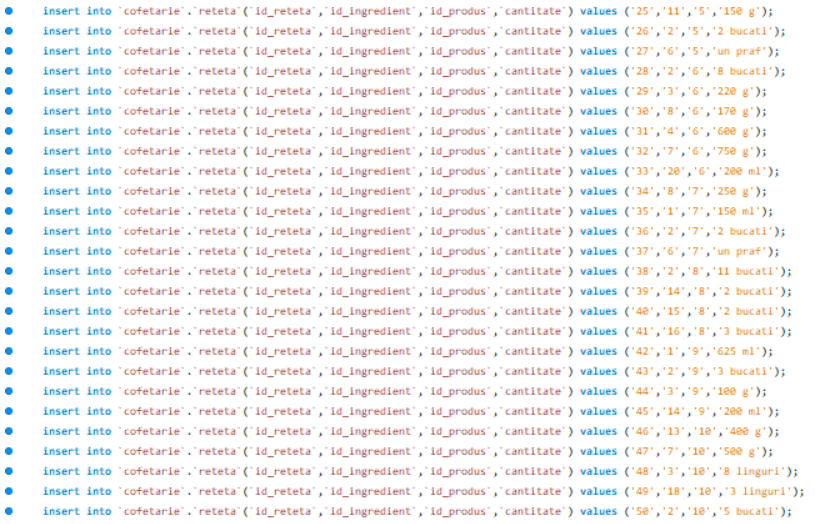 insert into `cofetarie`.`reteta`(`id_reteta`,`id_ingredient`,`id_produs`,`cantitate`) values ('25','11','5','150 g');
insert into `cofetarie`.`reteta`(`id_reteta`,`id_ingredient`,`id_produs`,`cantitate`) values ('26','2','5','2 bucati');
insert into `cofetarie`.`reteta`(`id_reteta`,`id_ingredient`,`id_produs`,`cantitate`) values ('27','6','5','un praf');
insert into `cofetarie`.`reteta`(`id_reteta`,`id_ingredient`,`id_produs`,`cantitate`) values ('28','2','6','8 bucati');
insert into `cofetarie`.`reteta`(`id_reteta`,`id_ingredient`,`id_produs`,`cantitate`) values ('29','3','6','220 g');
insert into `cofetarie`.`reteta`(`id_reteta`,`id_ingredient`,`id_produs`,`cantitate`) values ('30','8','6','170 g');
insert into `cofetarie`.`reteta`(`id_reteta`,`id_ingredient`,`id_produs`,`cantitate`) values ('31','4','6','600 g');
insert into `cofetarie`.`reteta`(`id_reteta`,`id_ingredient`,`id_produs`,`cantitate`) values ('32','7','6','750 g');
insert into `cofetarie`.`reteta`(`id_reteta`,`id_ingredient`,`id_produs`,`cantitate`) values ('33','20','6','200 ml');
insert into `cofetarie`.`reteta`(`id_reteta`,`id_ingredient`,`id_produs`,`cantitate`) values ('34','8','7','250 g');
insert into `cofetarie`.`reteta`(`id_reteta`,`id_ingredient`,`id_produs`,`cantitate`) values ('35','1','7','150 ml');
insert into `cofetarie`.`reteta`(`id_reteta`,`id_ingredient`,`id_produs`,`cantitate`) values ('36','2','7','2 bucati');
insert into `cofetarie`.`reteta`(`id_reteta`,`id_ingredient`,`id_produs`,`cantitate`) values ('37','6','7','un praf');
insert into `cofetarie`.`reteta`(`id_reteta`,`id_ingredient`,`id_produs`,`cantitate`) values ('38','2','8','11 bucati');
insert into `cofetarie`.`reteta`(`id_reteta`,`id_ingredient`,`id_produs`,`cantitate`) values ('39','14','8','2 bucati');
insert into `cofetarie`.`reteta`(`id_reteta`,`id_ingredient`,`id_produs`,`cantitate`) values ('40','15','8','2 bucati');
insert into `cofetarie`.`reteta`(`id_reteta`,`id_ingredient`,`id_produs`,`cantitate`) values ('41','16','8','3 bucati');
insert into `cofetarie`.`reteta`(`id_reteta`,`id_ingredient`,`id_produs`,`cantitate`) values ('42','1','9','625 ml');
insert into `cofetarie`.`reteta`(`id_reteta`,`id_ingredient`,`id_produs`,`cantitate`) values ('43','2','9','3 bucati');
insert into `cofetarie`.`reteta`(`id_reteta`,`id_ingredient`,`id_produs`,`cantitate`) values ('44','3','9','100 g');
insert into `cofetarie`.`reteta`(`id_reteta`,`id_ingredient`,`id_produs`,`cantitate`) values ('45','14','9','200 ml');
insert into `cofetarie`.`reteta`(`id_reteta`,`id_ingredient`,`id_produs`,`cantitate`) values ('46','13','10','400 g');
insert into `cofetarie`.`reteta`(`id_reteta`,`id_ingredient`,`id_produs`,`cantitate`) values ('47','7','10','500 g');
insert into `cofetarie`.`reteta`(`id_reteta`,`id_ingredient`,`id_produs`,`cantitate`) values ('48','3','10','8 linguri');
insert into `cofetarie`.`reteta`(`id_reteta`,`id_ingredient`,`id_produs`,`cantitate`) values ('49','18','10','3 linguri');
insert into `cofetarie`.`reteta`(`id_reteta`,`id_ingredient`,`id_produs`,`cantitate`) values ('50','2','10','5 bucati');